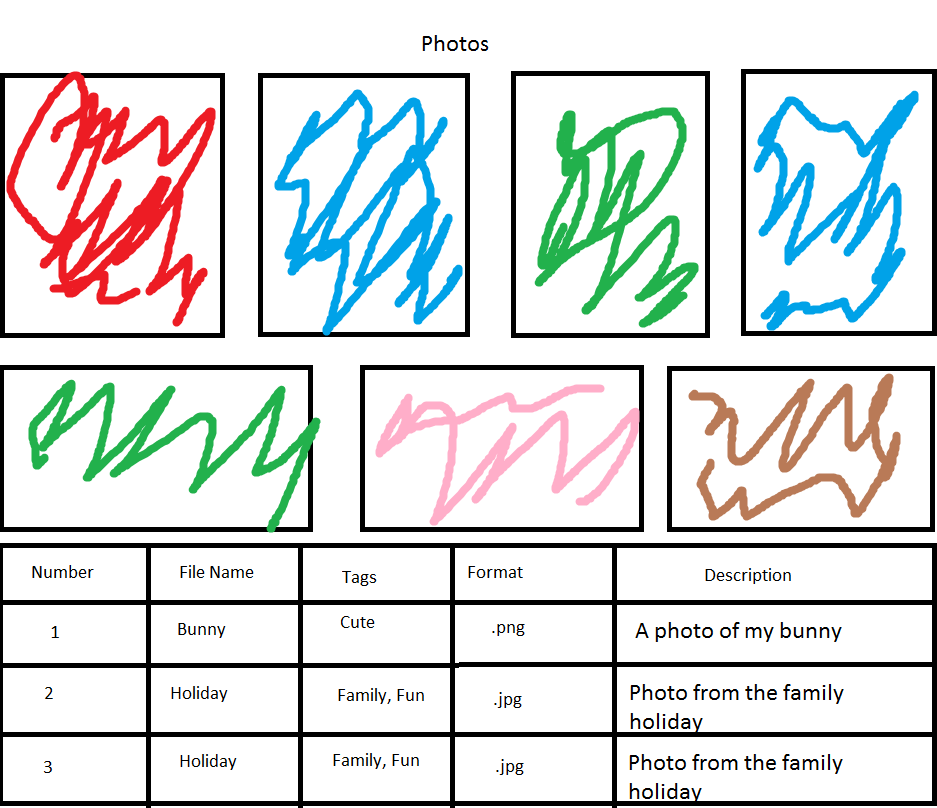 Photos
Number File Name Tags Format Description
1 Bunny Cute .png A photo of my bunny
2 Holiday Family, Fun .jpg Photo from the family
holiday
3 Holiday Family, Fun .jpg Photo from the family
holiday